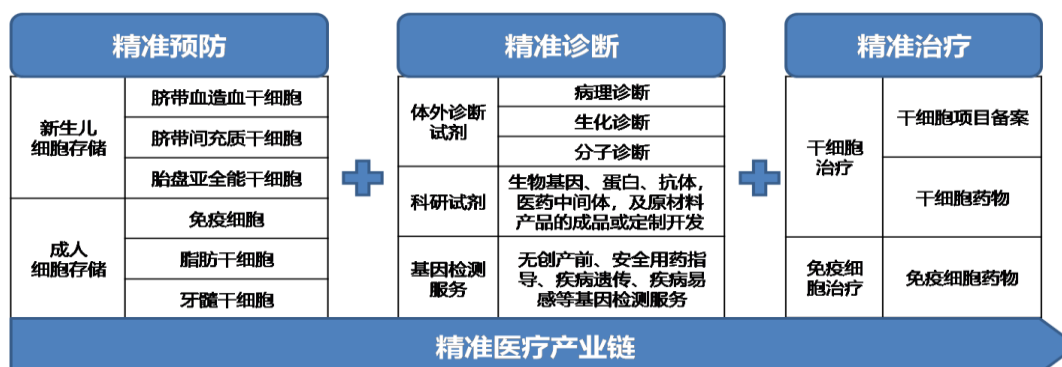 精准预防
新生儿
细胞存储
脐带血造血干细胞
脐带间充质干细胞
胎盘亚全能干细胞
成人
细胞存储
免疫细胞
脂肪干细胞
牙髓干细胞
精准诊断
体外诊断
试剂
病理诊断
生化诊断
分子诊断
科研试剂
生物基因、蛋白、抗体，
医药中间体，及原材料
产品的成品或定制开发
基因检测
服务
无创产前、安全用药指
导、疾病遗传、疾病易
感等基因检测服务
精准治疗
干细胞
治疗
干细胞项目备案
干细胞药物
免疫细
胞治疗
免疫细胞药物
精准医疗产业链